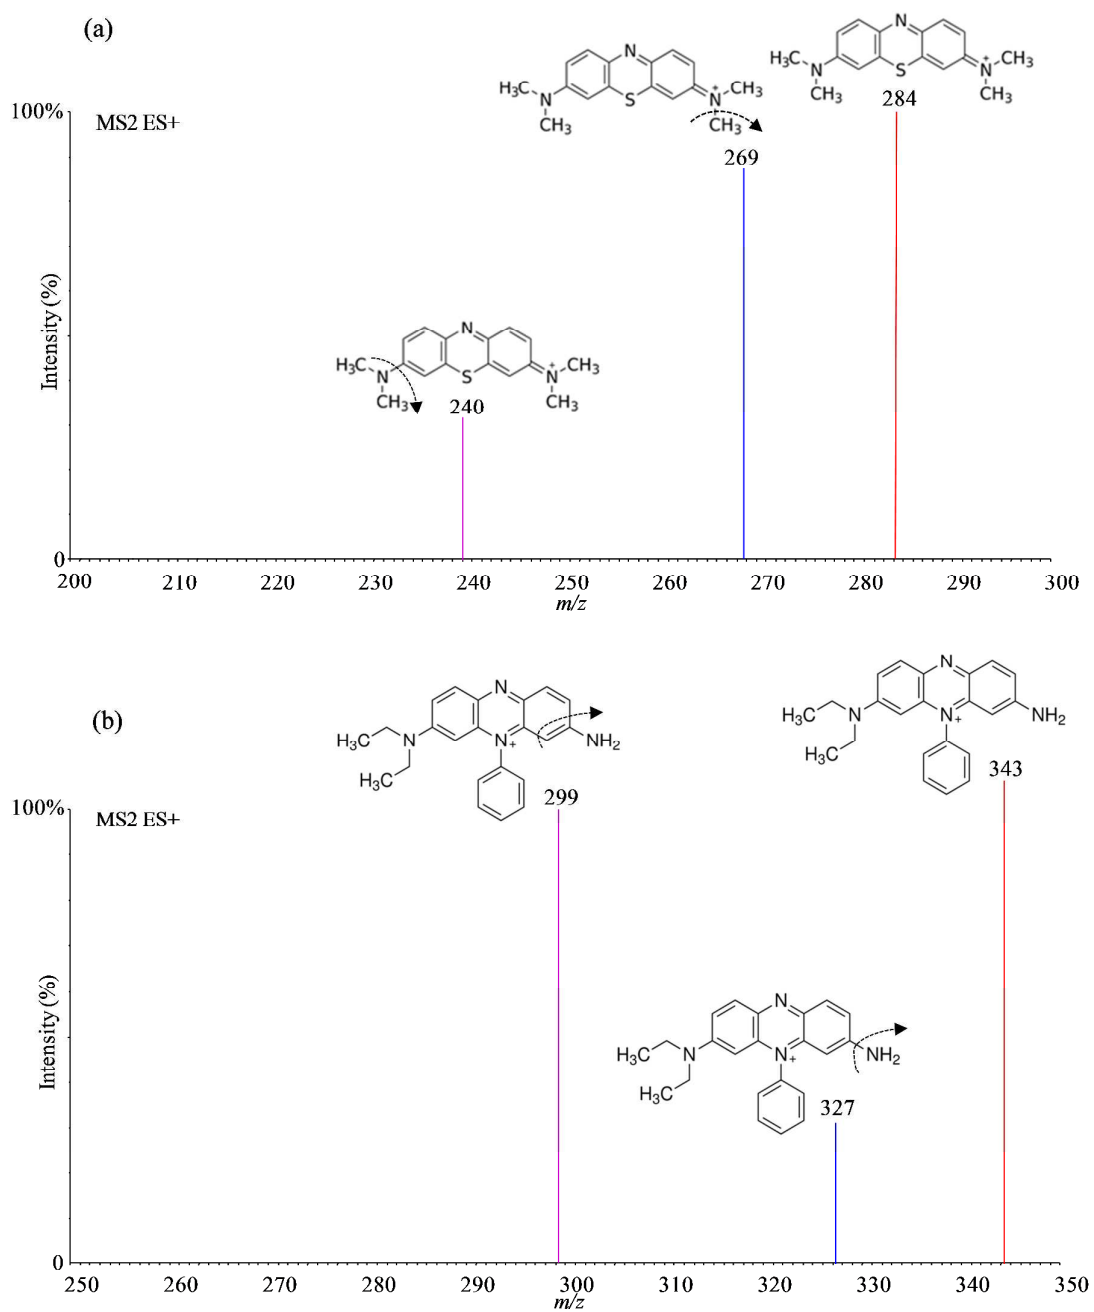 (a)
N
N
H₃C
N
S
N⁺
CH₃
H₃C
N
S
N⁺
CH₃
CH₃
CH₃
CH₃
CH₃
284
100%
MS2 ES+
269
N
H₃C
N
S
N⁺
CH₃
CH₃
CH₃
240
Intensity (%)
0
200 210 220 230 240 250 260 270 280 290 300
m/z
(b)
N
H₃C
N
N⁺
NH₂
H₃C
299
N
H₃C
N
N⁺
NH₂
H₃C
343
100%
MS2 ES+
N
H₃C
N
N⁺
NH₂
H₃C
327
Intensity (%)
0
250 260 270 280 290 300 310 320 330 340 350
m/z